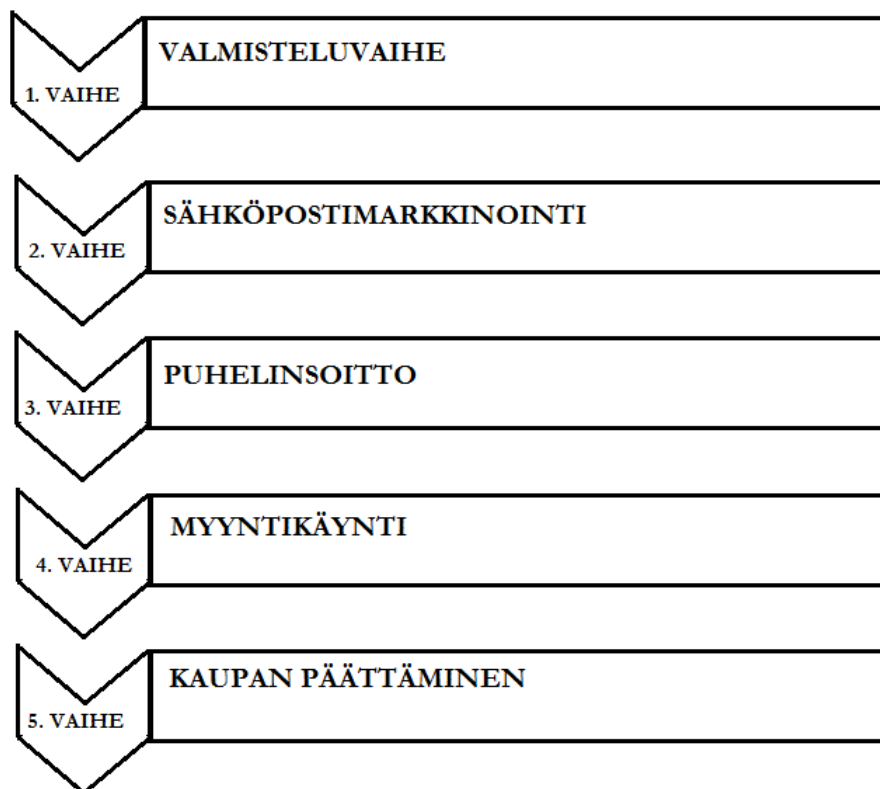 1. VAIHE
VALMISTELUVAIHE
2. VAIHE
SÄHKÖPOSTIMARKKINOINTI
3. VAIHE
PUHELINSOITTO
4. VAIHE
MYYNTIKÄYNTI
5. VAIHE
KAUPAN PÄÄTTÄMINEN